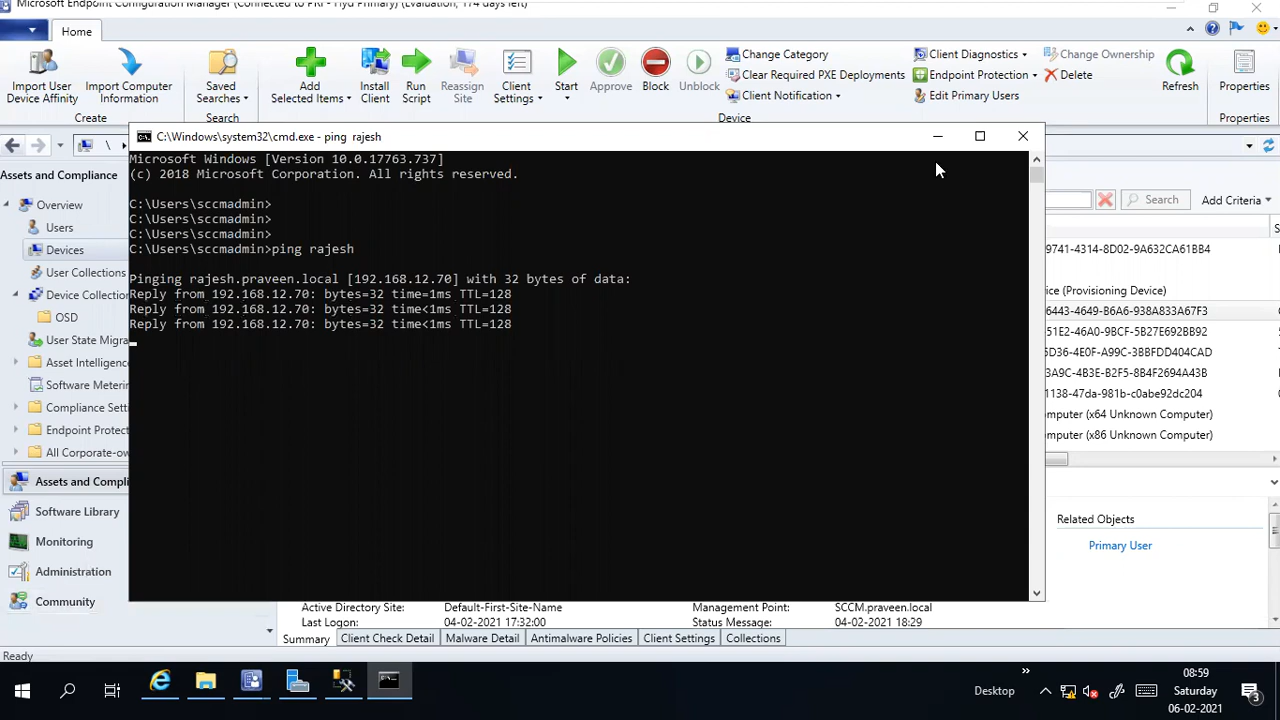 Microsoft Endpoint Configuration Manager (Connected to PRI - Hyd Primary) (Evaluation, 174 days left)
Home
Import User Device Affinity
Import Computer Information
Saved Searches
Add Selected Items
Install Client
Run Script
Reassign Site
Client Settings
Start
Approve
Block
Unblock
Change Category
Clear Required PXE Deployments
Client Notification
Client Diagnostics
Endpoint Protection
Edit Primary Users
Change Ownership
Delete
Refresh
Properties
Create
Device
Properties
C:\Windows\system32\cmd.exe - ping  rajesh
Microsoft Windows [Version 10.0.17763.737]
(c) 2018 Microsoft Corporation. All rights reserved.
C:\Users\sccmadmin>
C:\Users\sccmadmin>
C:\Users\sccmadmin>
C:\Users\sccmadmin>ping rajesh
Pinging rajesh.praveen.local [192.168.12.70] with 32 bytes of data:
Reply from 192.168.12.70: bytes=32 time=1ms TTL=128
Reply from 192.168.12.70: bytes=32 time<1ms TTL=128
Reply from 192.168.12.70: bytes=32 time<1ms TTL=128
\
Assets and Compliance
Overview
Users
Devices
User Collections
Device Collection
OSD
User State Migra
Asset Intelligenc
Software Meterin
Compliance Setti
Endpoint Protect
All Corporate-ow
Assets and Compli
Software Library
Monitoring
Administration
Community
Search
Add Criteria
S
9741-4314-8D02-9A632CA61BB4
(Provisioning Device)
6443-4649-B6A6-938A833A67F3
51E2-46A0-9BCF-5B27E692BB92
3D36-4E0F-A99C-3BBFDD404CAD
3A9C-4B3E-B2F5-8B4F2694A43B
1138-47da-981b-c0abe92dc204
omputer (x64 Unknown Computer)
omputer (x86 Unknown Computer)
Related Objects
Primary User
Active Directory Site: Default-First-Site-Name
Management Point: SCCM.praveen.local
Last Logon: 04-02-2021 17:32:00
Status Message: 04-02-2021 18:29
Summary
Client Check Detail
Malware Detail
Antimalware Policies
Client Settings
Collections
Ready
Desktop
»
08:59
Saturday
06-02-2021
3